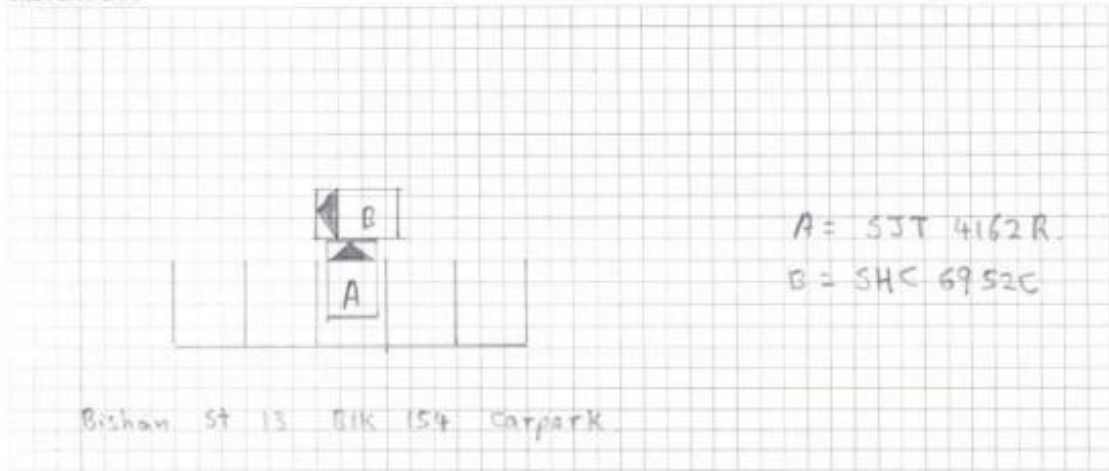 B
A
A = SJT 4162R.
B = SHC 6952C
Bishan St 13 Blk 154 Carpark.